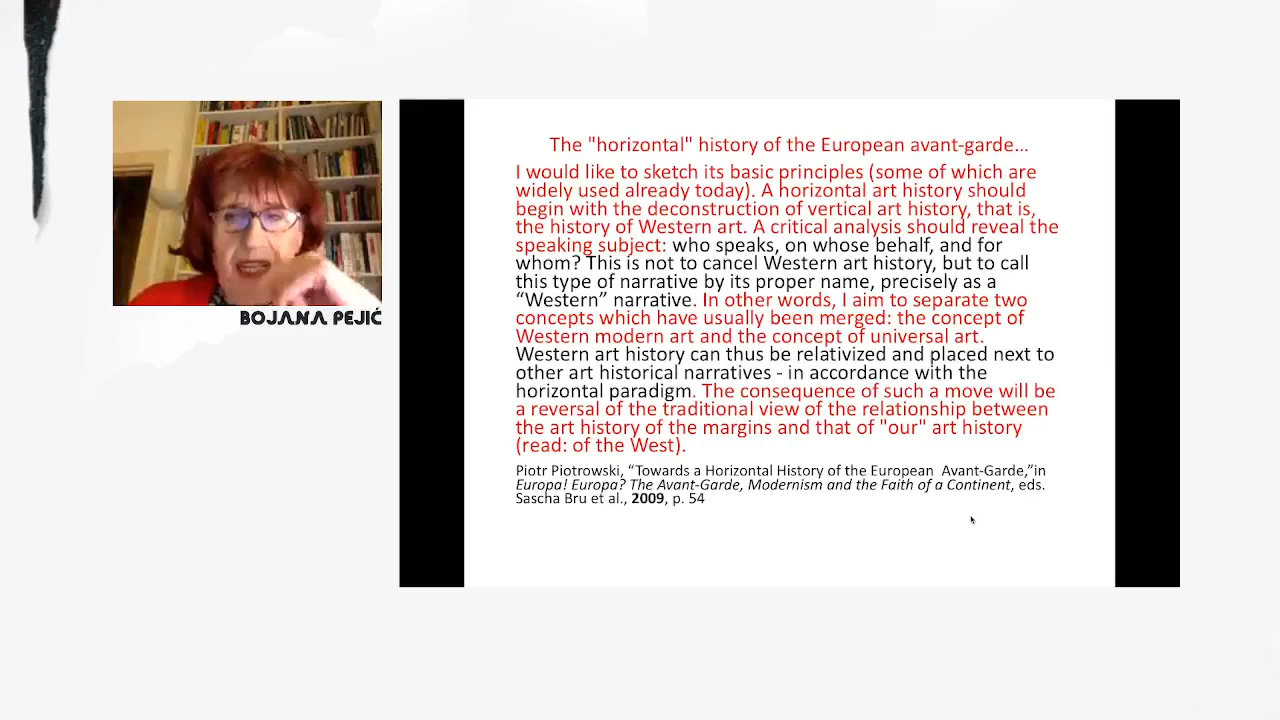 BOJANA PEJIĆ
The "horizontal" history of the European avant-garde...
I would like to sketch its basic principles (some of which are
widely used already today). A horizontal art history should
begin with the deconstruction of vertical art history, that is,
the history of Western art. A critical analysis should reveal the
speaking subject: who speaks, on whose behalf, and for
whom? This is not to cancel Western art history, but to call
this type of narrative by its proper name, precisely as a
“Western” narrative. In other words, I aim to separate two
concepts which have usually been merged: the concept of
Western modern art and the concept of universal art.
Western art history can thus be relativized and placed next to
other art historical narratives - in accordance with the
horizontal paradigm. The consequence of such a move will be
a reversal of the traditional view of the relationship between
the art history of the margins and that of "our" art history
(read: of the West).
Piotr Piotrowski, “Towards a Horizontal History of the European Avant-Garde,”in
Europa! Europa? The Avant-Garde, Modernism and the Faith of a Continent, eds.
Sascha Bru et al., 2009, p. 54